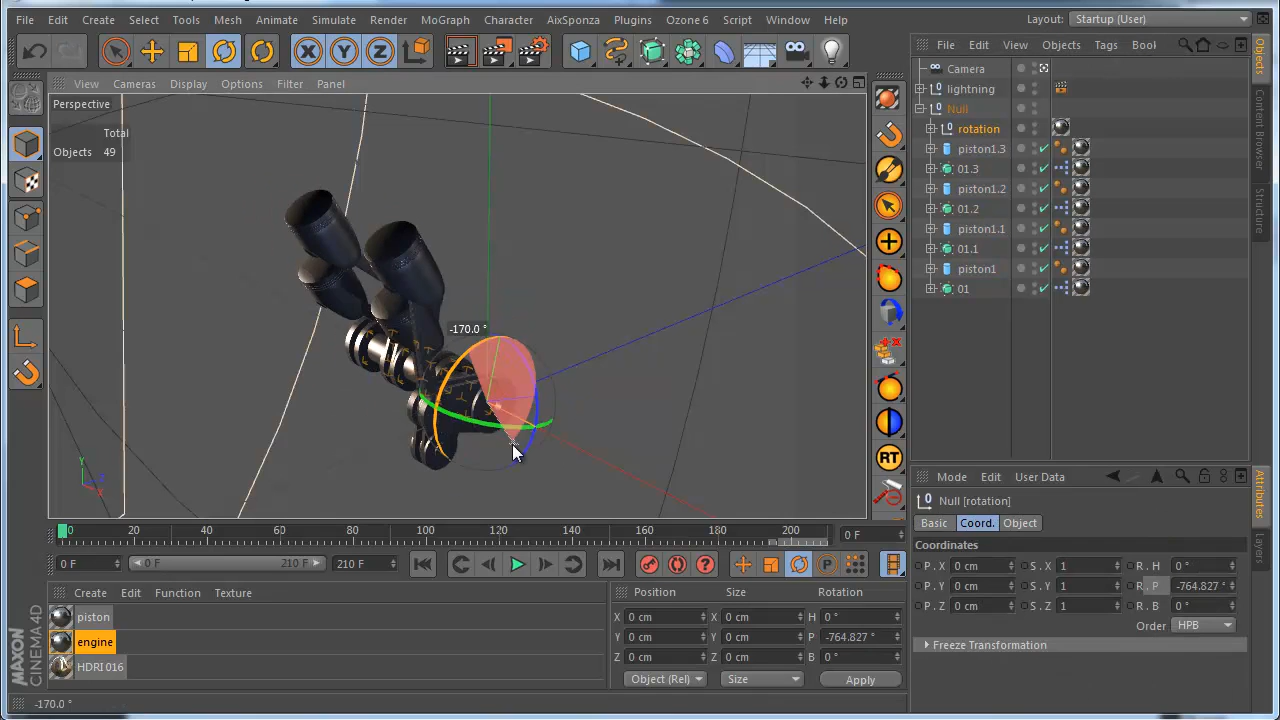 File Edit Create Select Tools Mesh Animate Simulate Render MoGraph Character AixSponza Plugins Ozone 6 Script Window Help
Layout: Startup (User)
X Y Z
View Cameras Display Options Filter Panel
Perspective
Total
Objects 49
-170.0 °
Y
Z
X
RT
File Edit View Objects Tags Bool
Camera
lightning
Null
rotation
piston1.3
01.3
piston1.2
01.2
piston1.1
01.1
piston1
01
Objects
Content Browser
Structure
Mode Edit User Data
Null [rotation]
Basic Coord. Object
Coordinates
P . X 0 cm S . X 1 R . H 0 °
P . Y 0 cm S . Y 1 R . P -764.827 °
P . Z 0 cm S . Z 1 R . B 0 °
Order HPB
Freeze Transformation
Attributes
Layers
0 20 40 60 80 100 120 140 160 180 200 0 F
0 F 0 F 210 F 210 F
P
Create Edit Function Texture
piston
engine
HDRI 016
Position Size Rotation
X 0 cm X 0 cm H 0 °
Y 0 cm Y 0 cm P -764.827 °
Z 0 cm Z 0 cm B 0 °
Object (Rel) Size Apply
MAXON
CINEMA 4D
-170.0 °